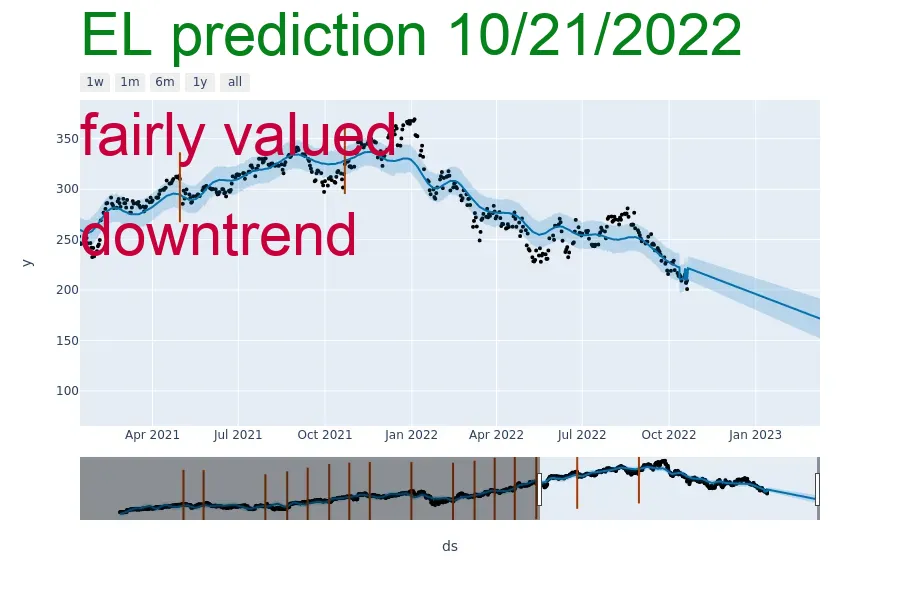 EL prediction 10/21/2022
1w 1m 6m 1y all
fairly valued
downtrend
350
300
250
200
150
100
y
Apr 2021 Jul 2021 Oct 2021 Jan 2022 Apr 2022 Jul 2022 Oct 2022 Jan 2023
ds